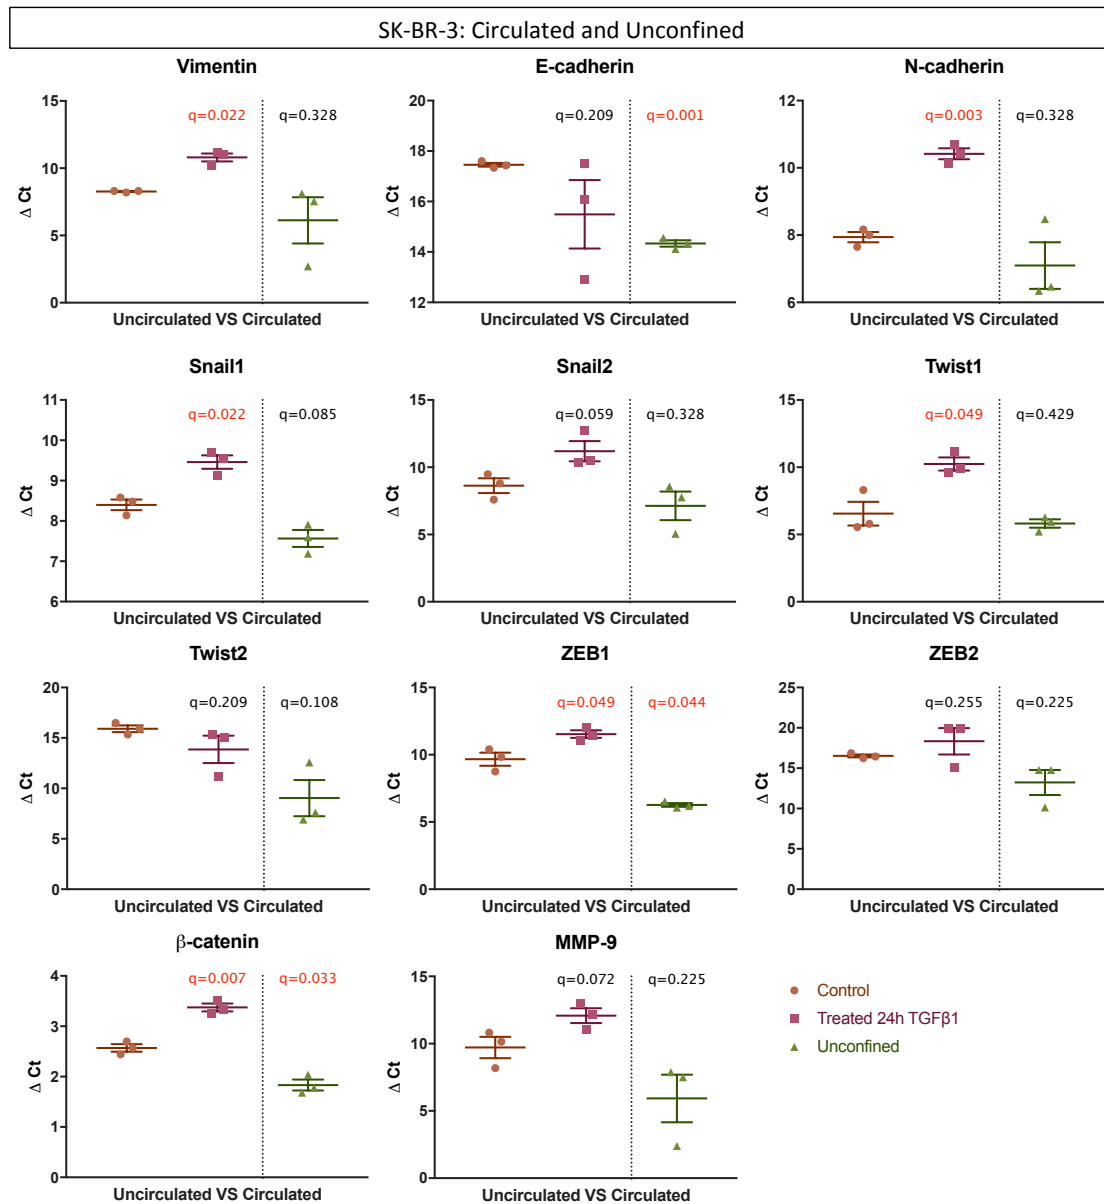 SK-BR-3: Circulated and Unconfined
Vimentin
15
10
5
0
Δ Ct
q=0.022
q=0.328
Uncirculated VS Circulated
E-cadherin
20
18
16
14
12
Δ Ct
q=0.209
q=0.001
Uncirculated VS Circulated
N-cadherin
12
10
8
6
Δ Ct
q=0.003
q=0.328
Uncirculated VS Circulated
Snail1
11
10
9
8
7
6
Δ Ct
q=0.022
q=0.085
Uncirculated VS Circulated
Snail2
15
10
5
0
Δ Ct
q=0.059
q=0.328
Uncirculated VS Circulated
Twist1
15
10
5
0
Δ Ct
q=0.049
q=0.429
Uncirculated VS Circulated
Twist2
20
15
10
5
0
Δ Ct
q=0.209
q=0.108
Uncirculated VS Circulated
ZEB1
15
10
5
0
Δ Ct
q=0.049
q=0.044
Uncirculated VS Circulated
ZEB2
25
20
15
10
5
0
Δ Ct
q=0.255
q=0.225
Uncirculated VS Circulated
β-catenin
4
3
2
1
0
Δ Ct
q=0.007
q=0.033
Uncirculated VS Circulated
MMP-9
15
10
5
0
Δ Ct
q=0.072
q=0.225
Uncirculated VS Circulated
Control
Treated 24h TGFβ1
Unconfined